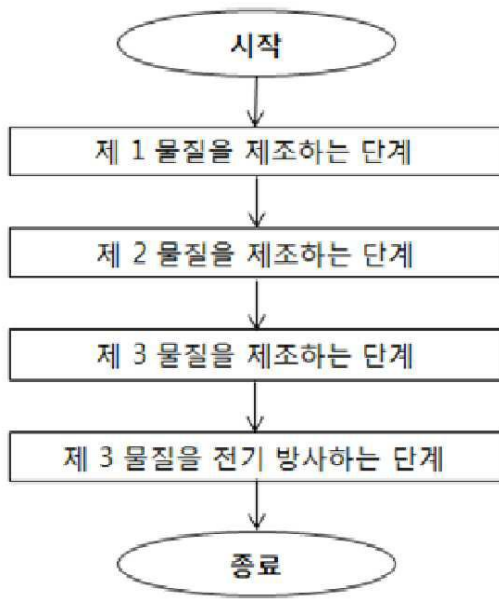 시작
제 1 물질을 제조하는 단계
제 2 물질을 제조하는 단계
제 3 물질을 제조하는 단계
제 3 물질을 전기 방사하는 단계
종료